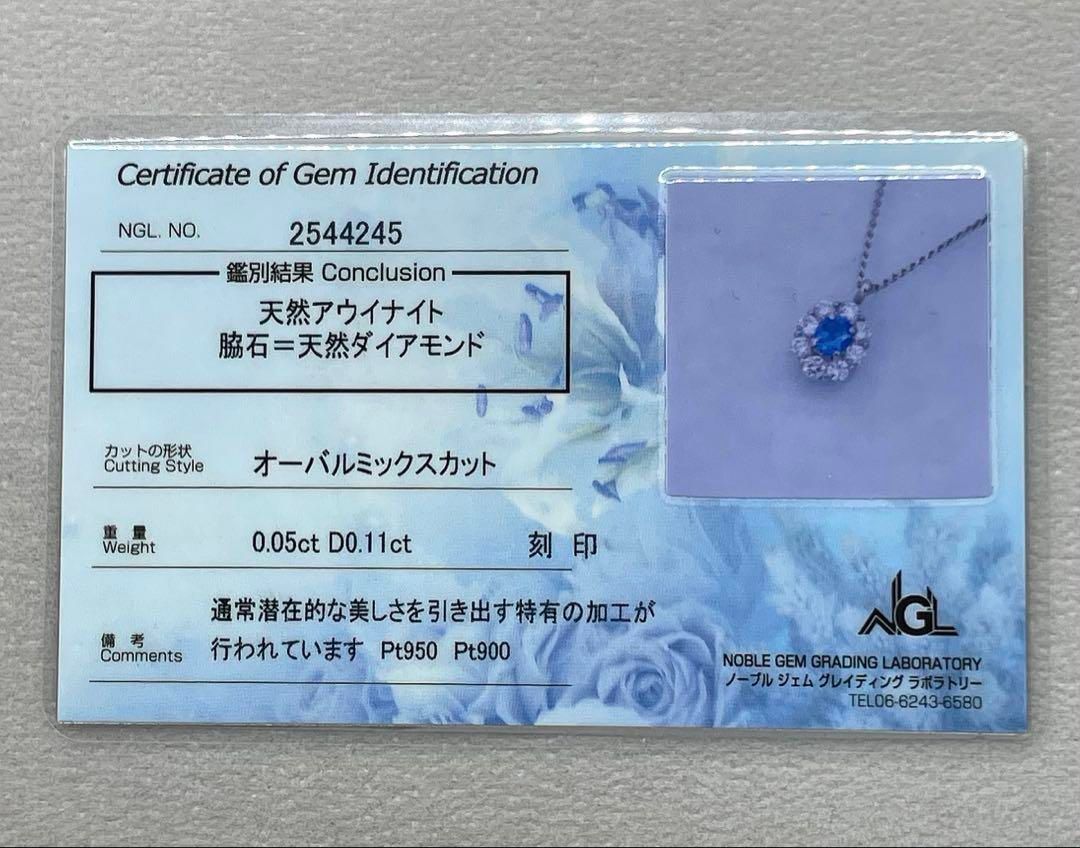 Certificate of Gem Identification
NGL. NO. 2544245
鑑別結果 Conclusion
天然アウイナイト
脇石＝天然ダイアモンド
カットの形状
Cutting Style
オーバルミックスカット
重量
Weight
0.05ct D0.11ct 刻印
通常潜在的な美しさを引き出す特有の加工が
備考
Comments
行われています Pt950 Pt900
NGL
NOBLE GEM GRADING LABORATORY
ノーブル ジェム グレイディング ラボラトリー
TEL06-6243-6580